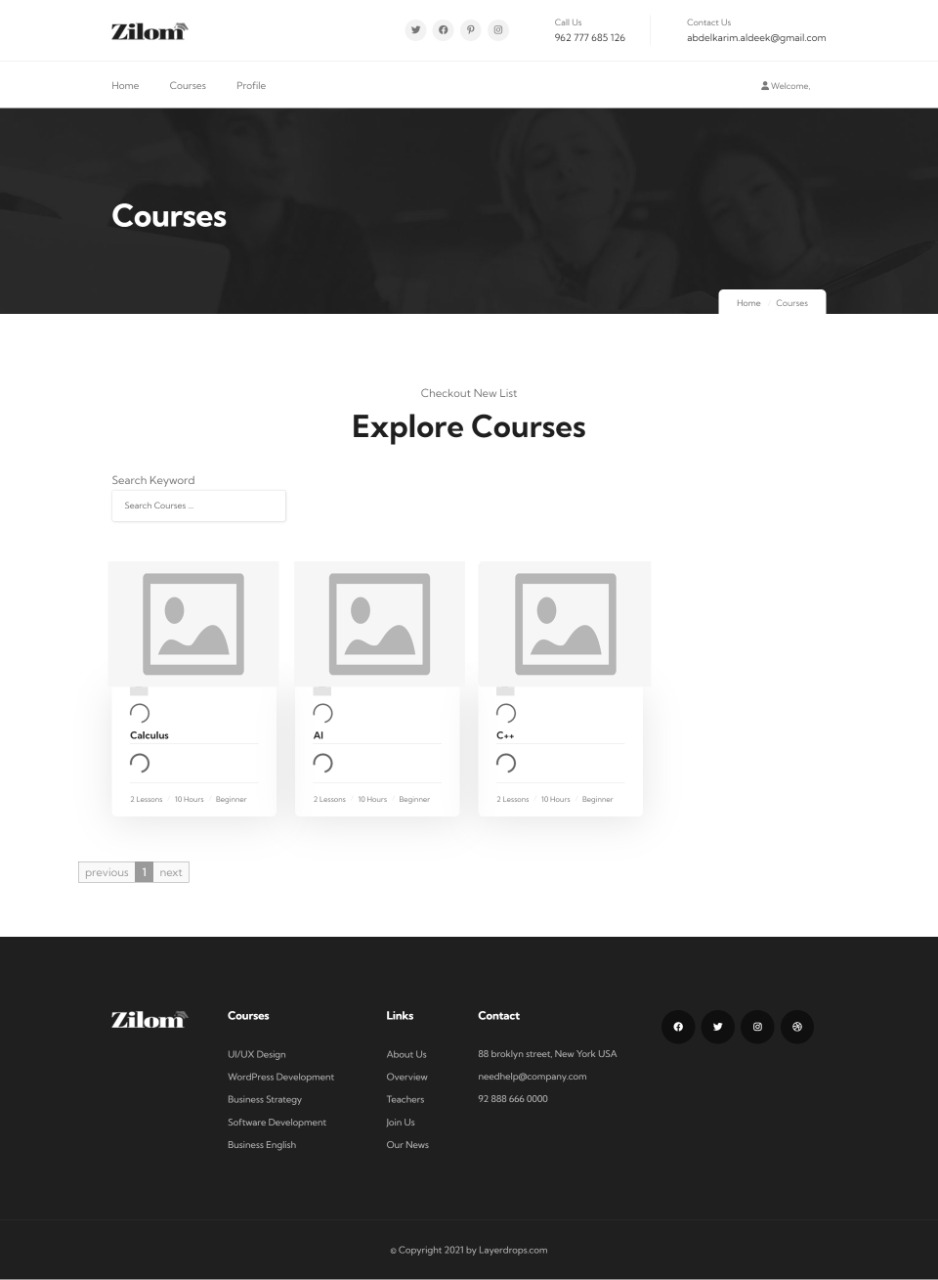 Zilom
Call Us
962 777 685 126
Contact Us
abdelkarim.aldeek@gmail.com
Home Courses Profile
Welcome,
Courses
Home / Courses
Checkout New List
Explore Courses
Search Keyword
Search Courses ...
Calculus
2 Lessons / 10 Hours / Beginner
AI
2 Lessons / 10 Hours / Beginner
C++
2 Lessons / 10 Hours / Beginner
previous 1 next
Zilom
Courses
UI/UX Design
WordPress Development
Business Strategy
Software Development
Business English
Links
About Us
Overview
Teachers
Join Us
Our News
Contact
88 broklyn street, New York USA
needhelp@company.com
92 888 666 0000
© Copyright 2021 by Layerdrops.com